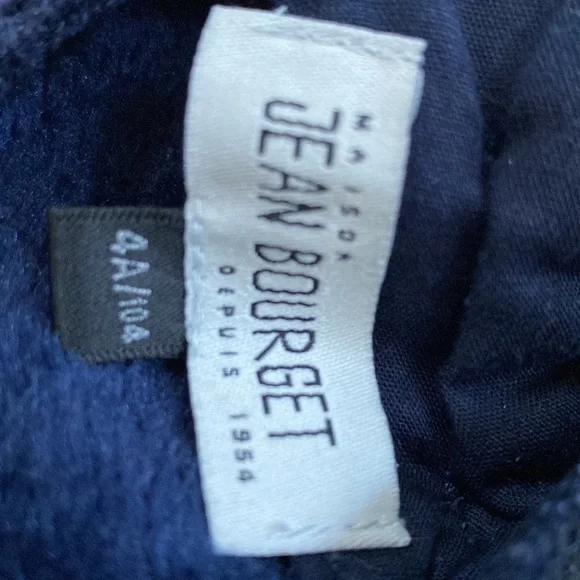 MAISON
JEAN BOURGET
DEPUIS 1954
4A/104